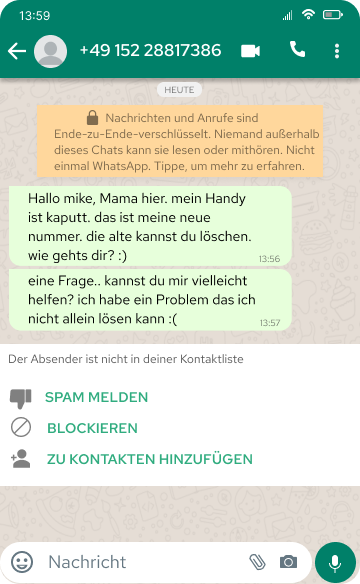 13:59
+49 152 28817386
HEUTE
Nachrichten und Anrufe sind
Ende-zu-Ende-verschlüsselt. Niemand außerhalb
dieses Chats kann sie lesen oder mithören. Nicht
einmal WhatsApp. Tippe, um mehr zu erfahren.
Hallo mike, Mama hier. mein Handy
ist kaputt. das ist meine neue
nummer. die alte kannst du löschen.
wie gehts dir? :)
13:56
eine Frage.. kannst du mir vielleicht
helfen? ich habe ein Problem das ich
nicht allein lösen kann :(
13:57
Der Absender ist nicht in deiner Kontaktliste
SPAM MELDEN
BLOCKIEREN
ZU KONTAKTEN HINZUFÜGEN
Nachricht